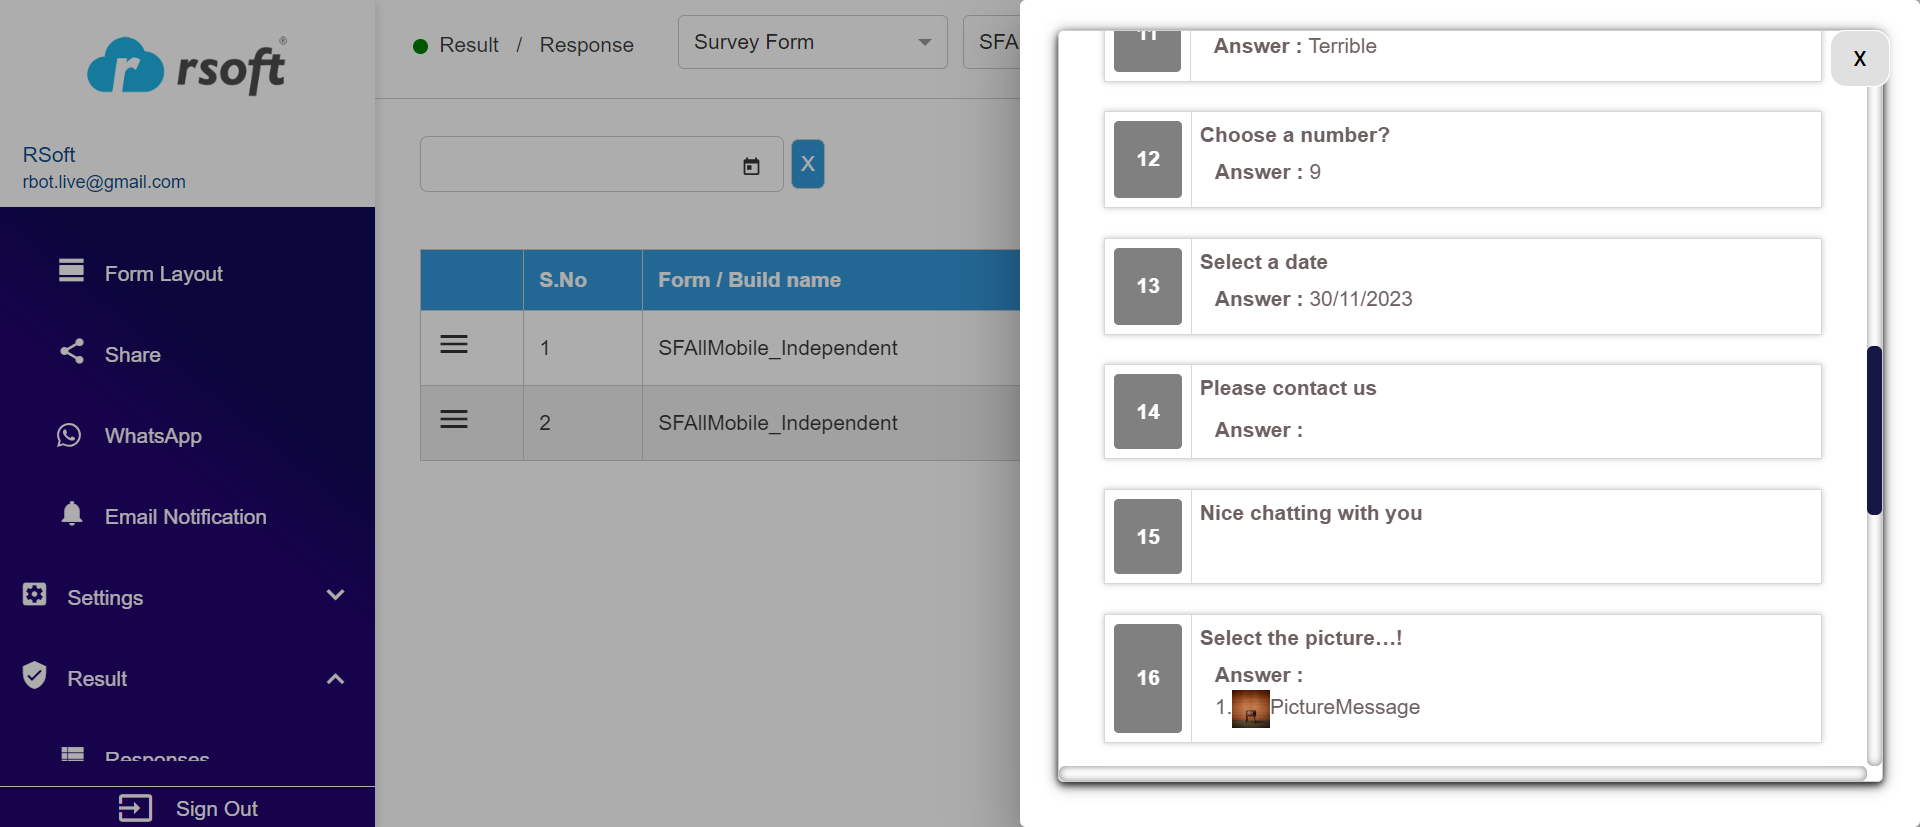 rsoft®
RSoft
rbot.live@gmail.com
Form Layout
Share
WhatsApp
Email Notification
Settings
Result
Responses
Sign Out
Result / Response
Survey Form
SFA
X
S.No Form / Build name
1 SFAllMobile_Independent
2 SFAllMobile_Independent
X
11
Answer : Terrible
12
Choose a number?
Answer : 9
13
Select a date
Answer : 30/11/2023
14
Please contact us
Answer :
15
Nice chatting with you
16
Select the picture...!
Answer :
1. PictureMessage